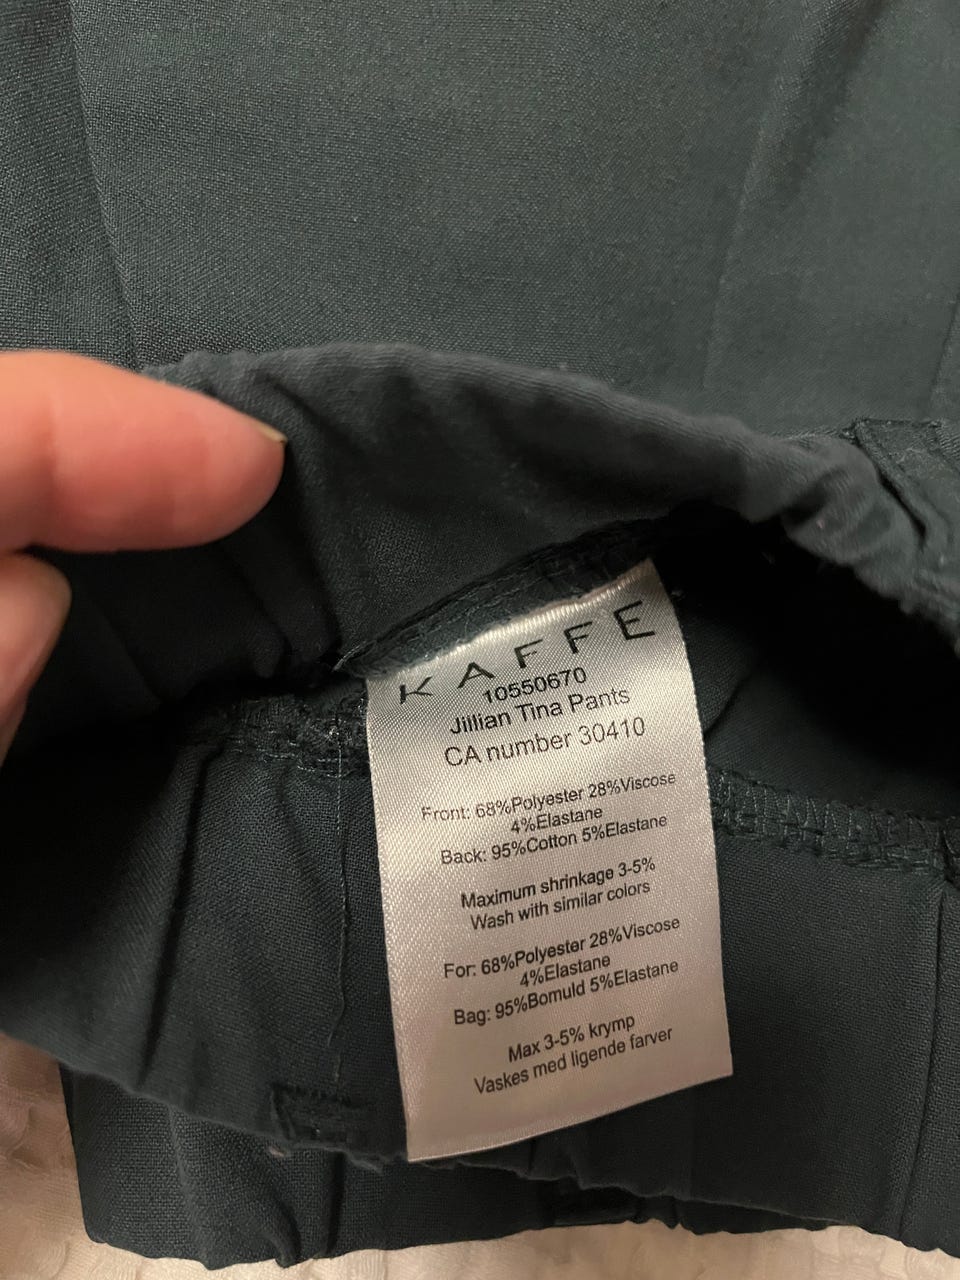 KAFFE
10550670
Jillian Tina Pants
CA number 30410
Front: 68%Polyester 28%Viscose
4%Elastane
Back: 95%Cotton 5%Elastane
Maximum shrinkage 3-5%
Wash with similar colors
For: 68%Polyester 28%Viscose
4%Elastane
Bag: 95%Bomuld 5%Elastane
Max 3-5% krymp
Vaskes med ligende farver